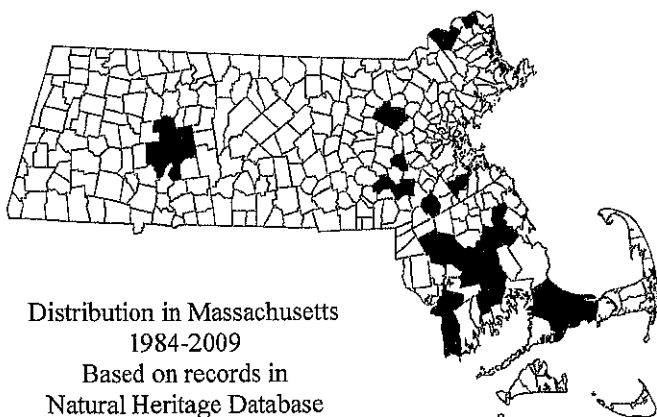 Distribution in Massachusetts
1984-2009
Based on records in
Natural Heritage Database